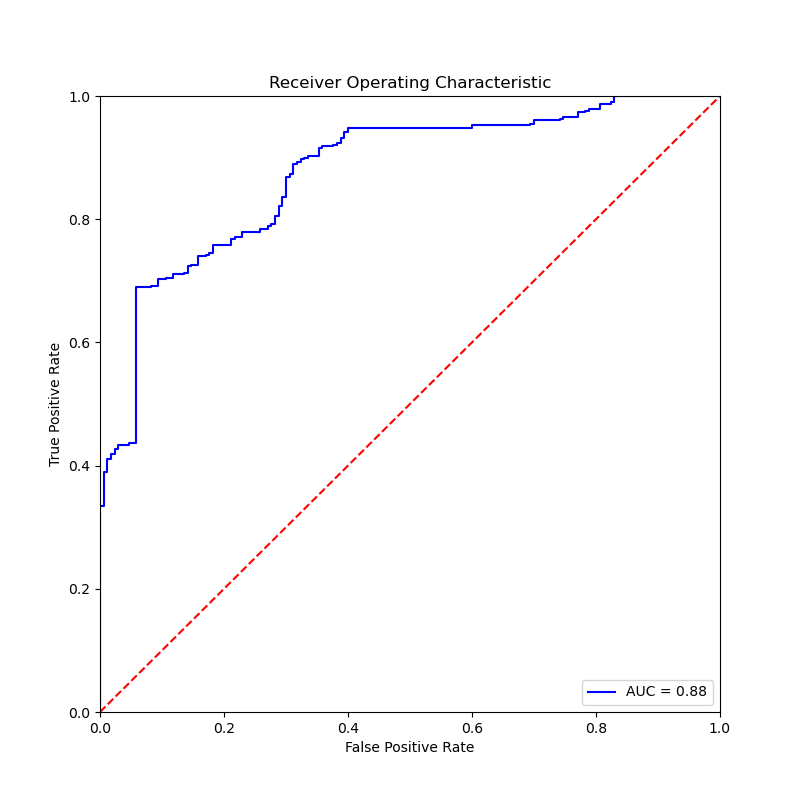 Receiver Operating Characteristic
True Positive Rate
1.0
0.8
0.6
0.4
0.2
0.0
AUC = 0.88
0.0 0.2 0.4 0.6 0.8 1.0
False Positive Rate